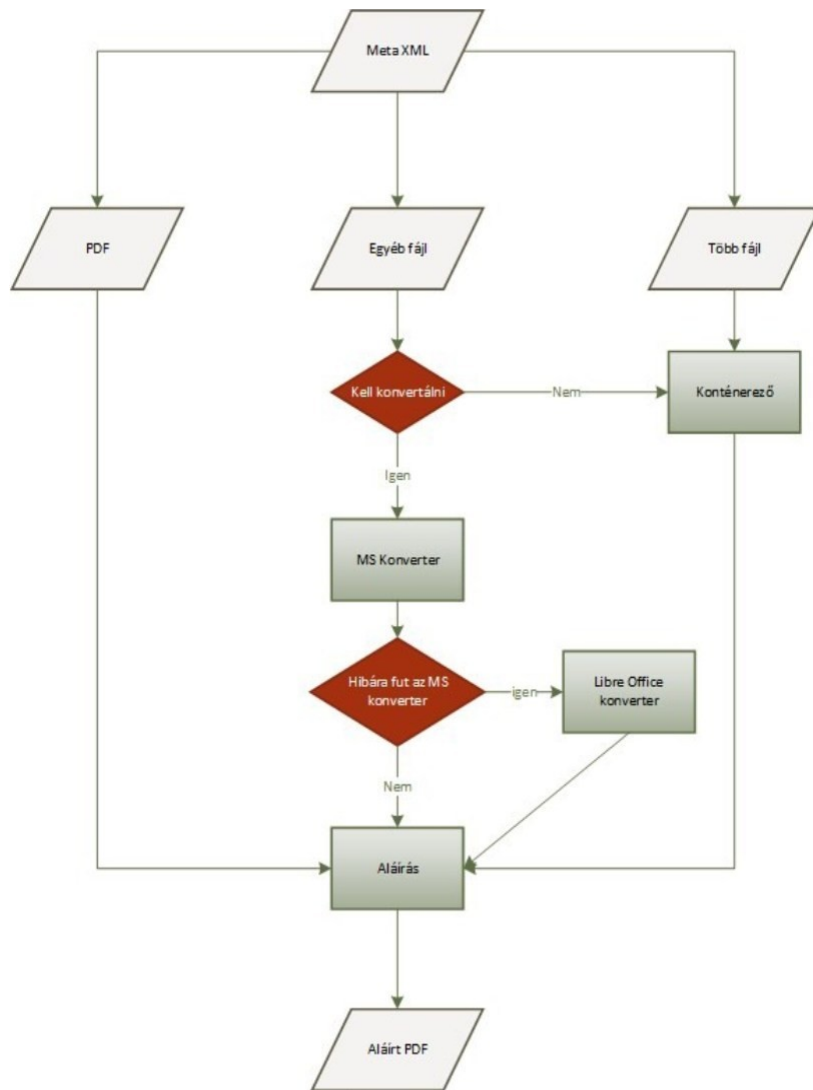 Meta XML
PDF
Egyéb fájl
Több fájl
Kell konvertálni
Nem
Konténerező
Igen
MS Konverter
Hibára fut az MS
konverter
igen
Libre Office
konverter
Nem
Aláírás
Aláírt PDF